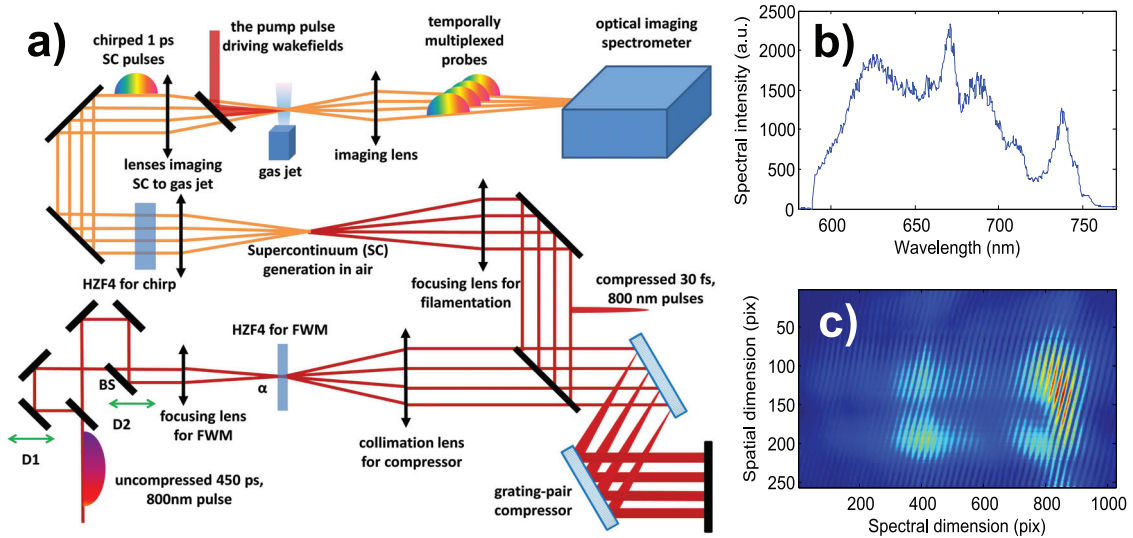 a)
chirped 1 ps
SC pulses
the pump pulse
driving wakefields
temporally
multiplexed
probes
optical imaging
spectrometer
lenses imaging
SC to gas jet
gas jet
imaging lens
HZF4 for chirp
Supercontinuum (SC)
generation in air
focusing lens for
filamentation
compressed 30 fs,
800 nm pulses
HZF4 for FWM
BS
α
D2
D1
focusing lens
for FWM
collimation lens
for compressor
uncompressed 450 ps,
800nm pulse
grating-pair
compressor
b)
Spectral intensity (a.u.)
2500
2000
1500
1000
500
0
600
650
700
750
Wavelength (nm)
c)
Spatial dimension (pix)
50
100
150
200
250
200
400
600
800
1000
Spectral dimension (pix)